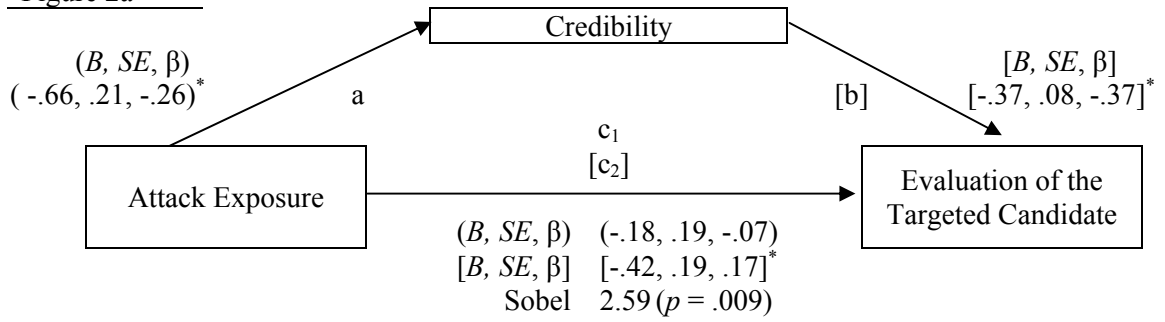 Figure 2a
Credibility
(B, SE, β)
( -.66, .21, -.26)*
a
[b]
[B, SE, β]
[-.37, .08, -.37]*
c1
[c2]
Attack Exposure
Evaluation of the
Targeted Candidate
(B, SE, β) (-.18, .19, -.07)
[B, SE, β] [-.42, .19, .17]*
Sobel 2.59 (p = .009)